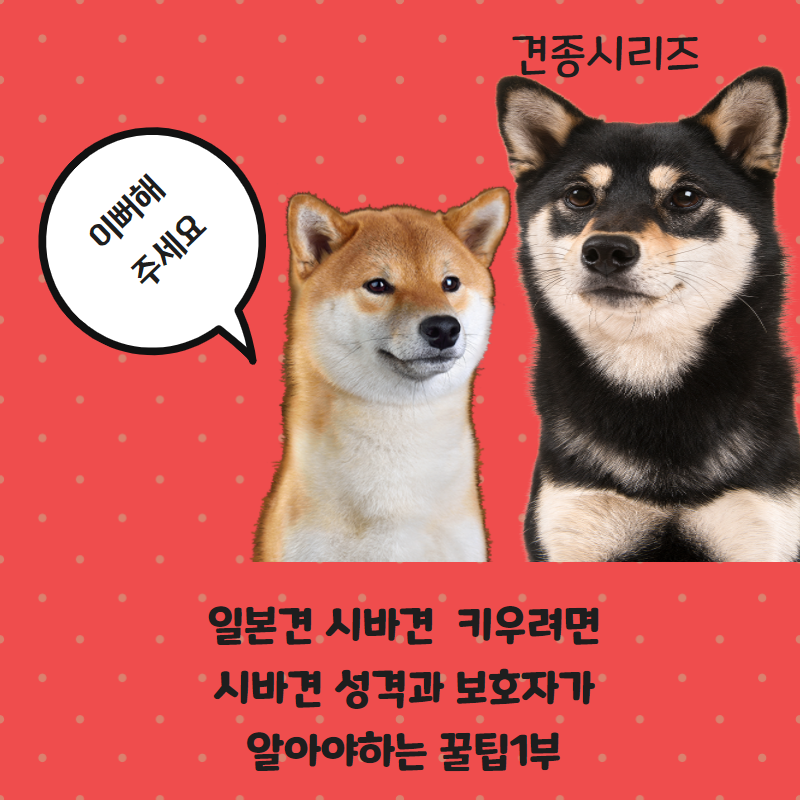 견종시리즈
이뻐해
주세요
일본견 시바견 키우려면
시바견 성격과 보호자가
알아야하는 꿀팁1부